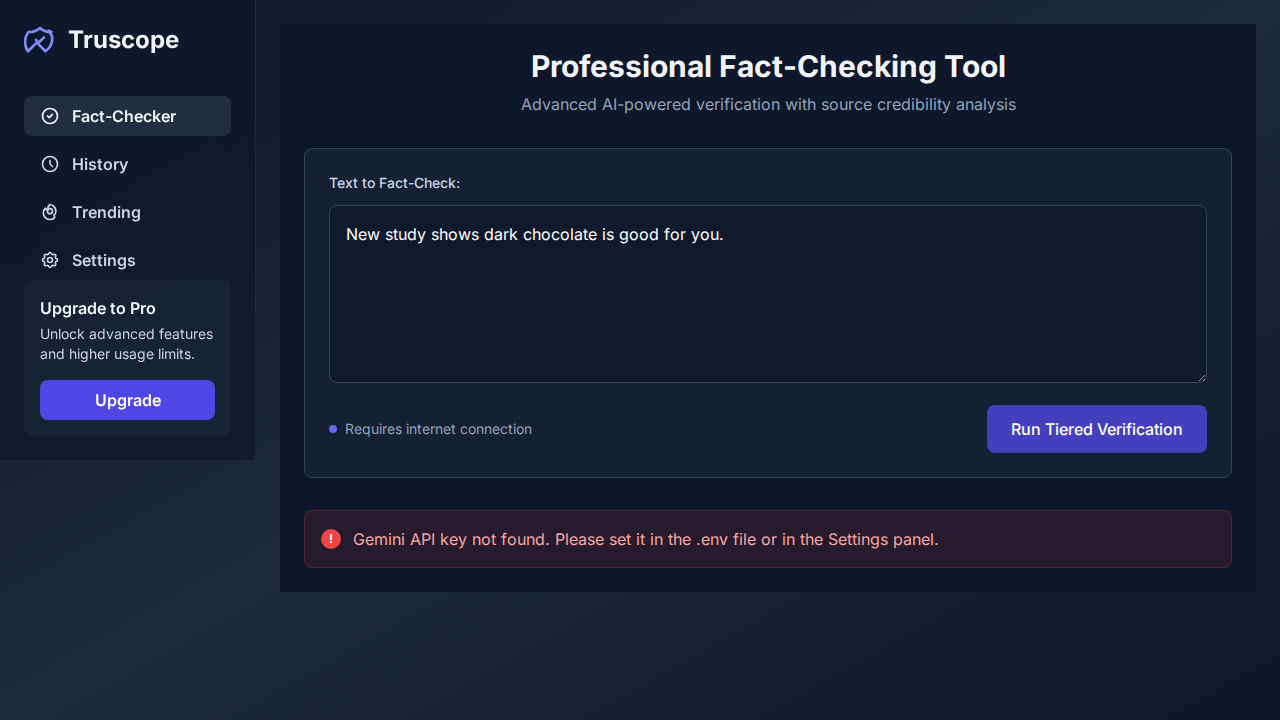 Truscope
Fact-Checker
History
Trending
Settings
Upgrade to Pro
Unlock advanced features
and higher usage limits.
Upgrade
Professional Fact-Checking Tool
Advanced AI-powered verification with source credibility analysis
Text to Fact-Check:
New study shows dark chocolate is good for you.
Requires internet connection
Run Tiered Verification
Gemini API key not found. Please set it in the .env file or in the Settings panel.